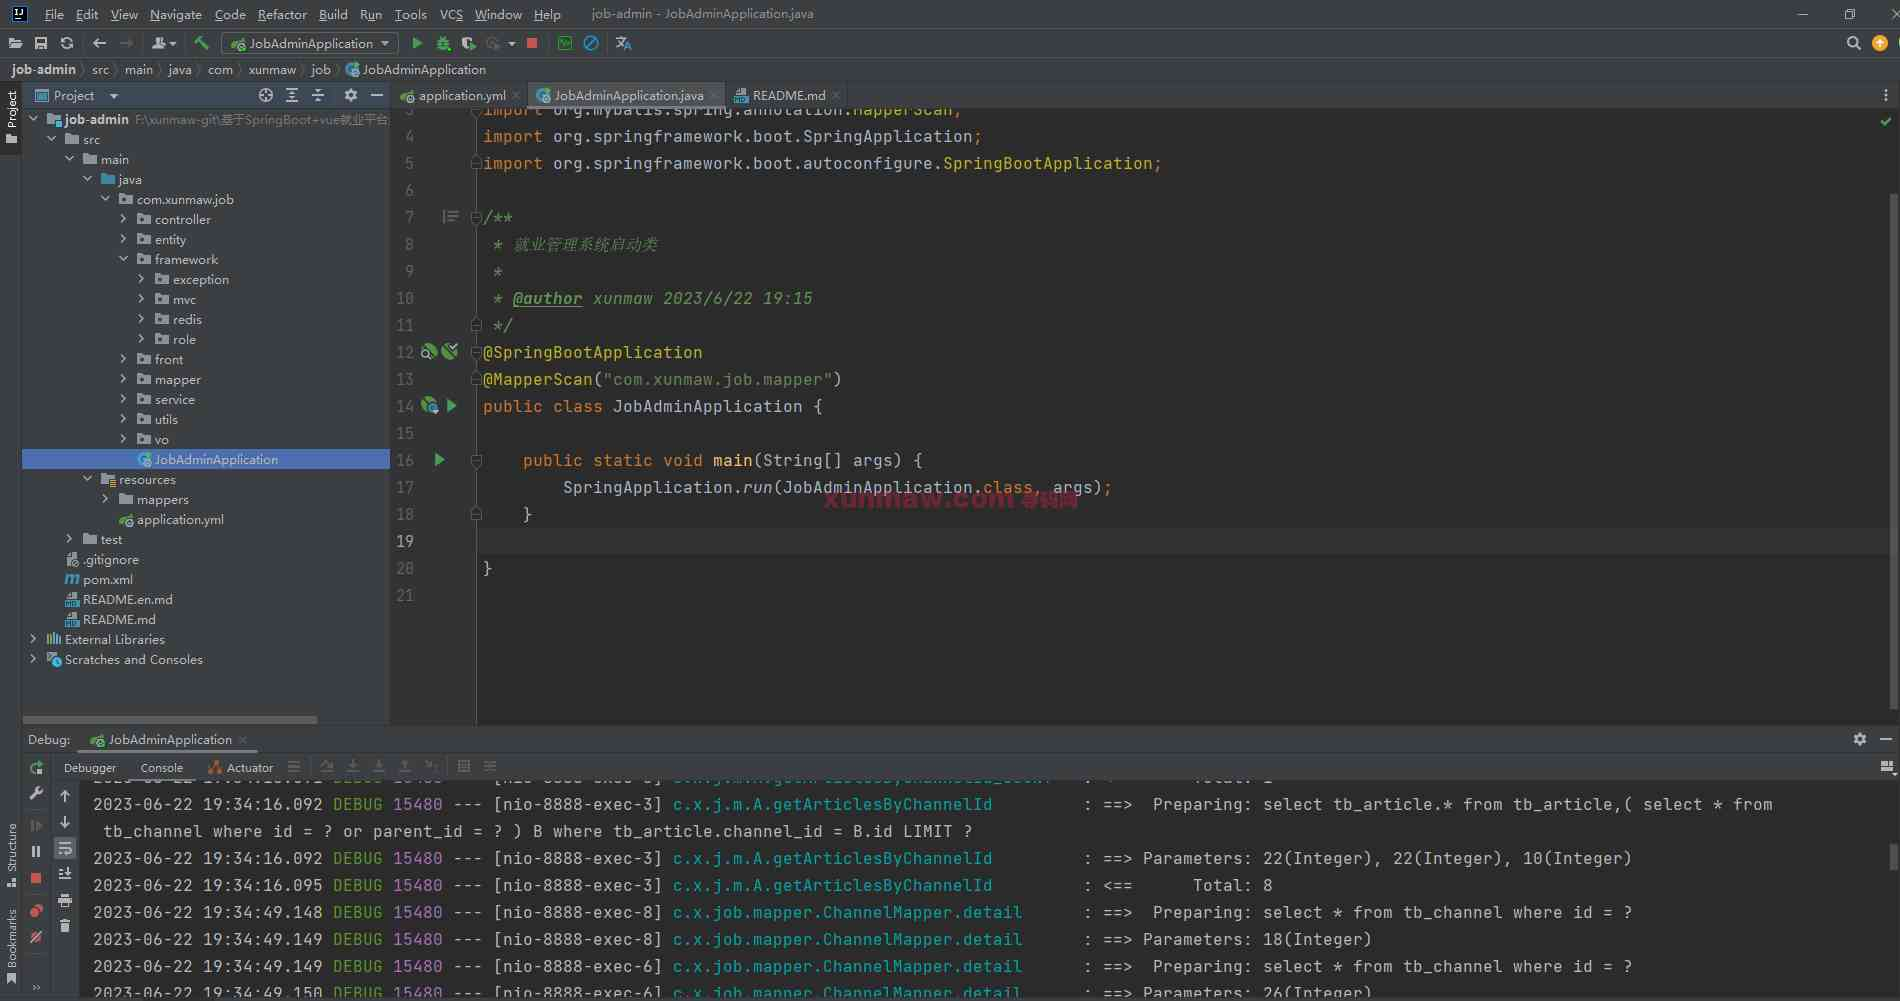 File Edit View Navigate Code Refactor Build Run Tools VCS Window Help job-admin - JobAdminApplication.java
JobAdminApplication
job-admin src main java com xunmaw job JobAdminApplication
Project
application.yml JobAdminApplication.java README.md
Project
job-admin F:\xunmaw-git\基于SpringBoot+vue就业平台
src
main
java
com.xunmaw.job
controller
entity
framework
exception
mvc
redis
role
front
mapper
service
utils
vo
JobAdminApplication
resources
mappers
application.yml
test
.gitignore
pom.xml
README.en.md
README.md
External Libraries
Scratches and Consoles
3 import org.mybatis.spring.annotation.MapperScan;
4 import org.springframework.boot.SpringApplication;
5 import org.springframework.boot.autoconfigure.SpringBootApplication;
6
7 /**
8 * 就业管理系统启动类
9 *
10 * @author xunmaw 2023/6/22 19:15
11 */
12 @SpringBootApplication
13 @MapperScan("com.xunmaw.job.mapper")
14 public class JobAdminApplication {
15
16 public static void main(String[] args) {
17 SpringApplication.run(JobAdminApplication.class, args);
xunmaw.com 寻码网
18 }
19
20 }
21
Debug: JobAdminApplication
Debugger Console Actuator
2023-06-22 19:34:16.092 DEBUG 15480 --- [nio-8888-exec-3] c.x.j.m.A.getArticlesByChannelId : ==> Preparing: select tb_article.* from tb_article,( select * from
tb_channel where id = ? or parent_id = ? ) B where tb_article.channel_id = B.id LIMIT ?
2023-06-22 19:34:16.092 DEBUG 15480 --- [nio-8888-exec-3] c.x.j.m.A.getArticlesByChannelId : ==> Parameters: 22(Integer), 22(Integer), 10(Integer)
2023-06-22 19:34:16.095 DEBUG 15480 --- [nio-8888-exec-3] c.x.j.m.A.getArticlesByChannelId : <== Total: 8
2023-06-22 19:34:49.148 DEBUG 15480 --- [nio-8888-exec-8] c.x.job.mapper.ChannelMapper.detail : ==> Preparing: select * from tb_channel where id = ?
2023-06-22 19:34:49.149 DEBUG 15480 --- [nio-8888-exec-8] c.x.job.mapper.ChannelMapper.detail : ==> Parameters: 18(Integer)
2023-06-22 19:34:49.149 DEBUG 15480 --- [nio-8888-exec-6] c.x.job.mapper.ChannelMapper.detail : ==> Preparing: select * from tb_channel where id = ?
2023-06-22 19:34:49.150 DEBUG 15480 --- [nio-8888-exec-6] c.x.job.mapper.ChannelMapper.detail : ==> Parameters: 26(Integer)
Structure
Bookmarks